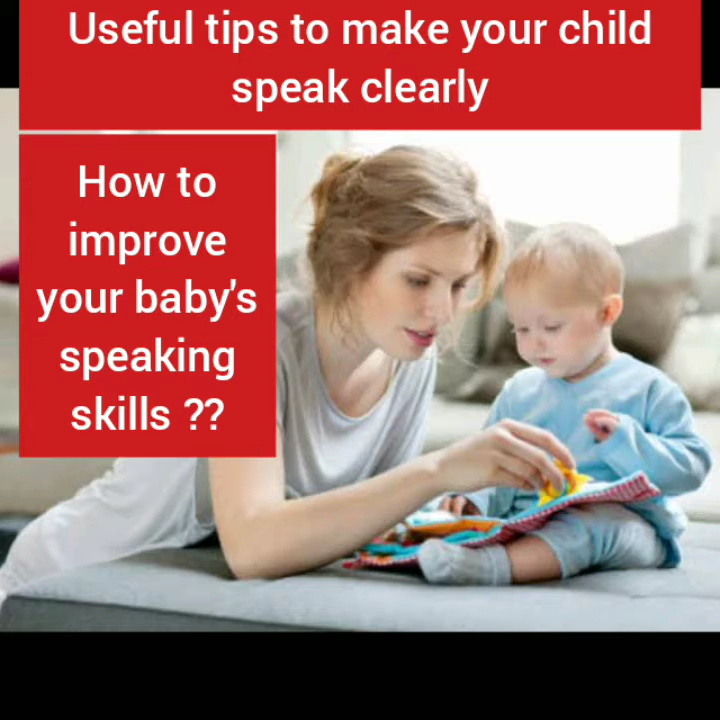 Useful tips to make your child
speak clearly
How to
improve
your baby's
speaking
skills ??